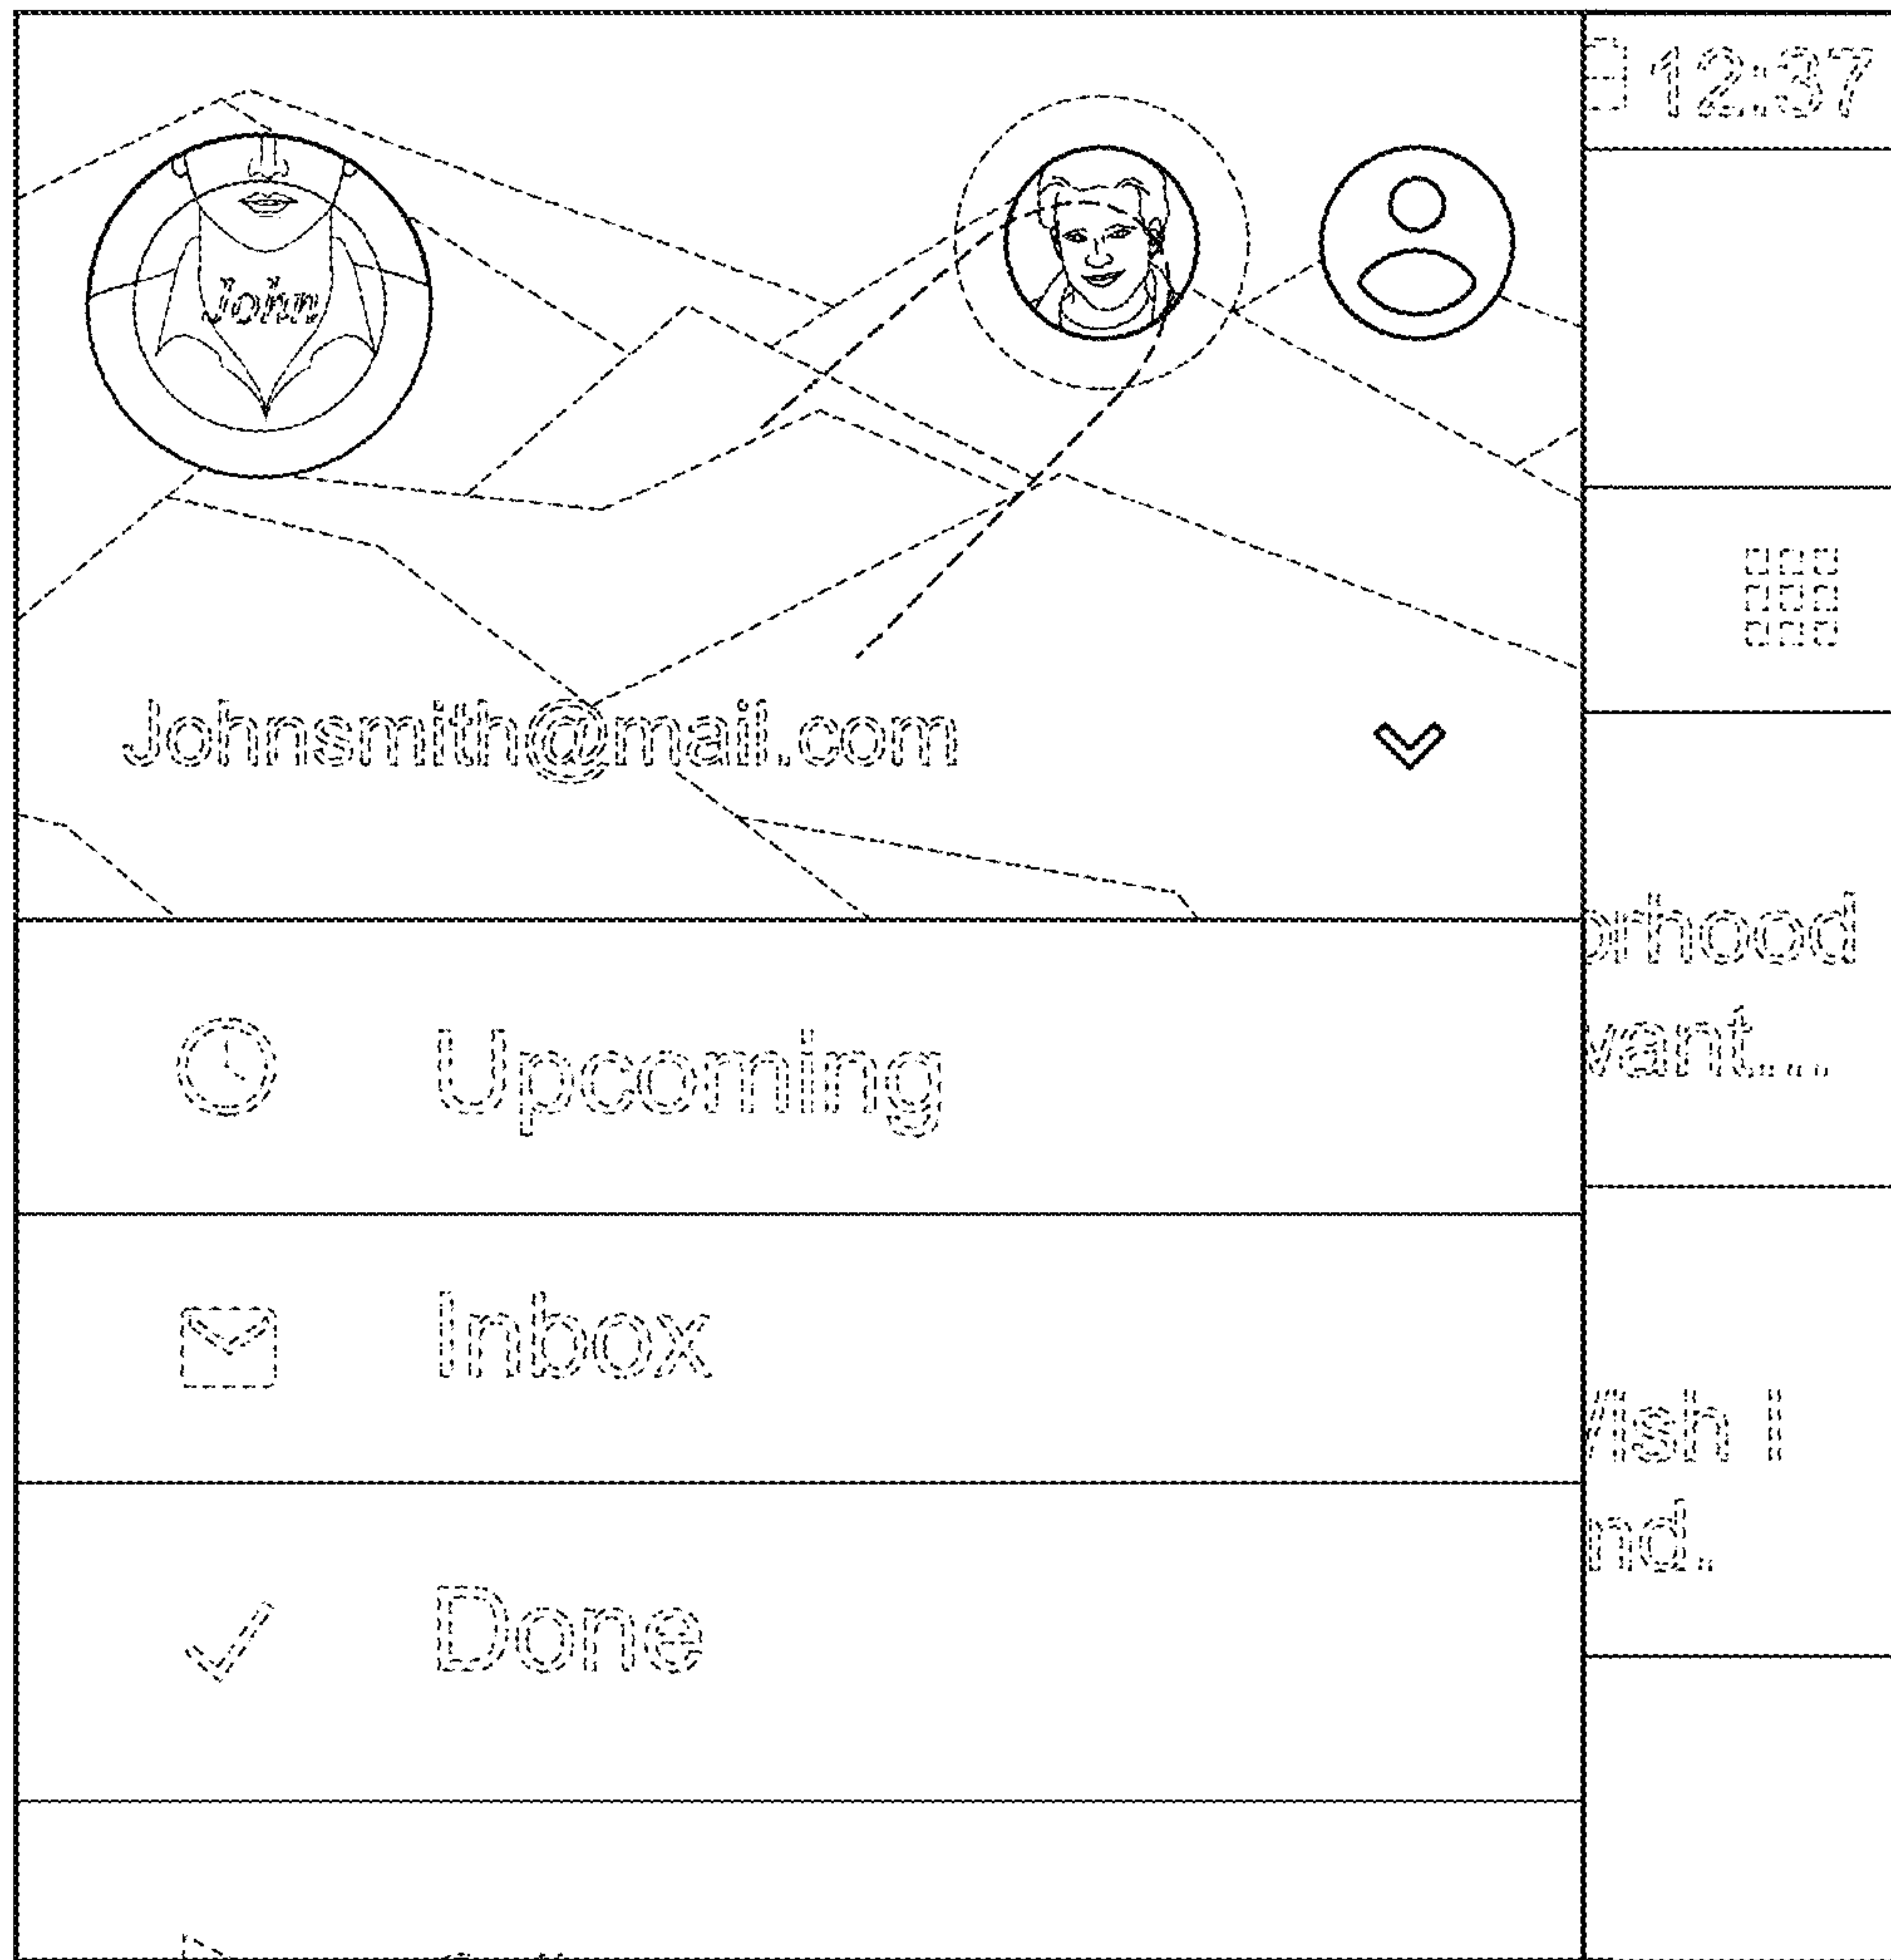 12:37
John
Johnsmith@mail.com
orhood
Upcoming
vant...
Inbox
ish I
nd.
Done